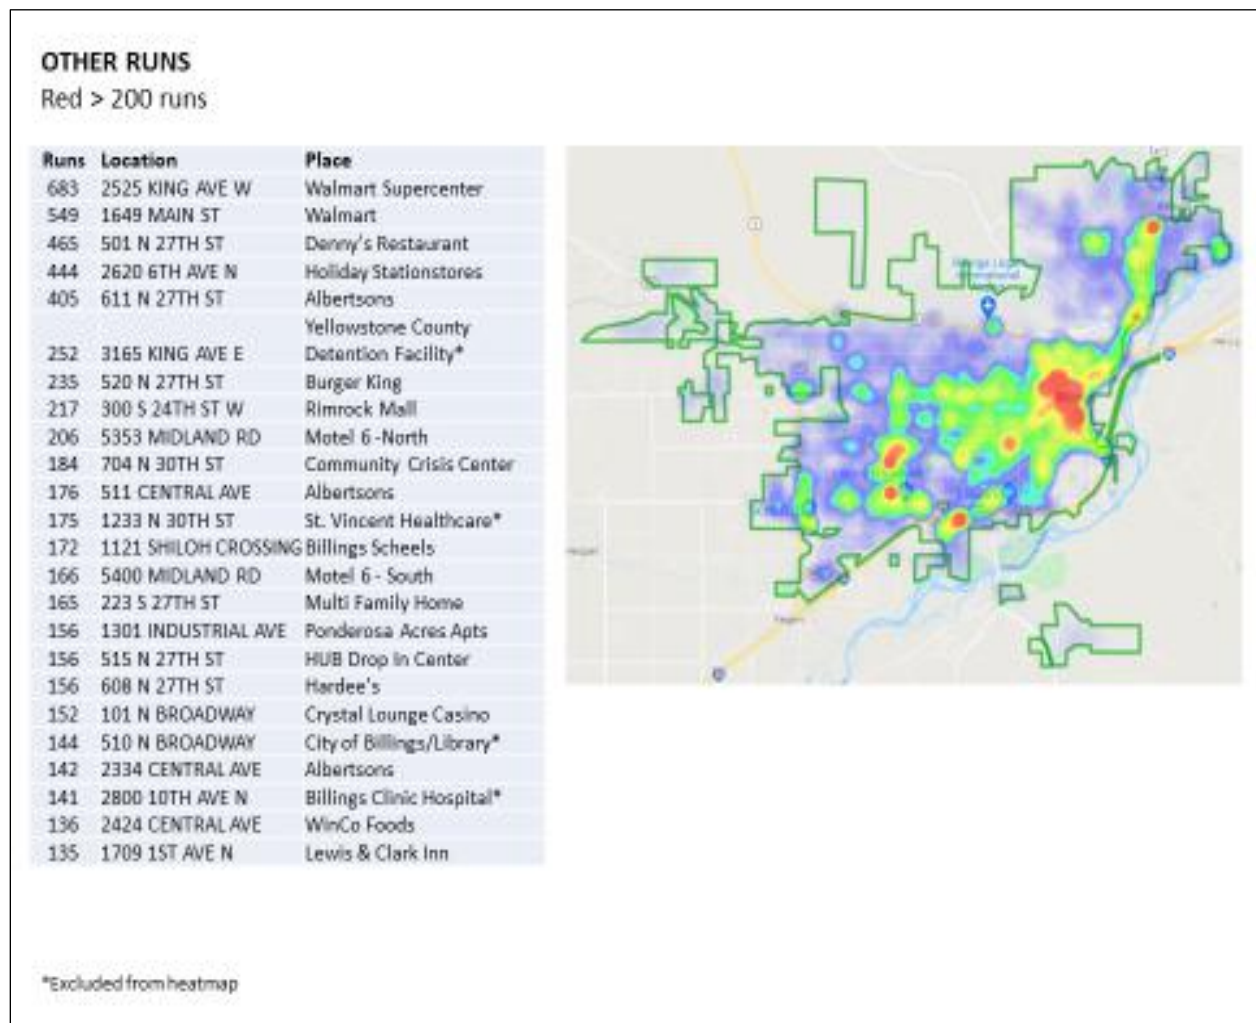 OTHER RUNS
Red > 200 runs
Runs Location Place
683 2525 KING AVE W Walmart Supercenter
549 1649 MAIN ST Walmart
465 501 N 27TH ST Denny's Restaurant
444 2620 6TH AVE N Holiday Stationstores
405 611 N 27TH ST Albertsons
Yellowstone County
252 3165 KING AVE E Detention Facility*
235 520 N 27TH ST Burger King
217 300 S 24TH ST W Rimrock Mall
206 5353 MIDLAND RD Motel 6 -North
184 704 N 30TH ST Community Crisis Center
176 511 CENTRAL AVE Albertsons
175 1233 N 30TH ST St. Vincent Healthcare*
172 1121 SHILOH CROSSING Billings Scheels
166 5400 MIDLAND RD Motel 6 - South
165 223 S 27TH ST Multi Family Home
156 1301 INDUSTRIAL AVE Ponderosa Acres Apts
156 515 N 27TH ST HUB Drop In Center
156 608 N 27TH ST Hardee's
152 101 N BROADWAY Crystal Lounge Casino
144 510 N BROADWAY City of Billings/Library*
142 2334 CENTRAL AVE Albertsons
141 2800 10TH AVE N Billings Clinic Hospital*
136 2424 CENTRAL AVE WinCo Foods
135 1709 1ST AVE N Lewis & Clark Inn
*Excluded from heatmap